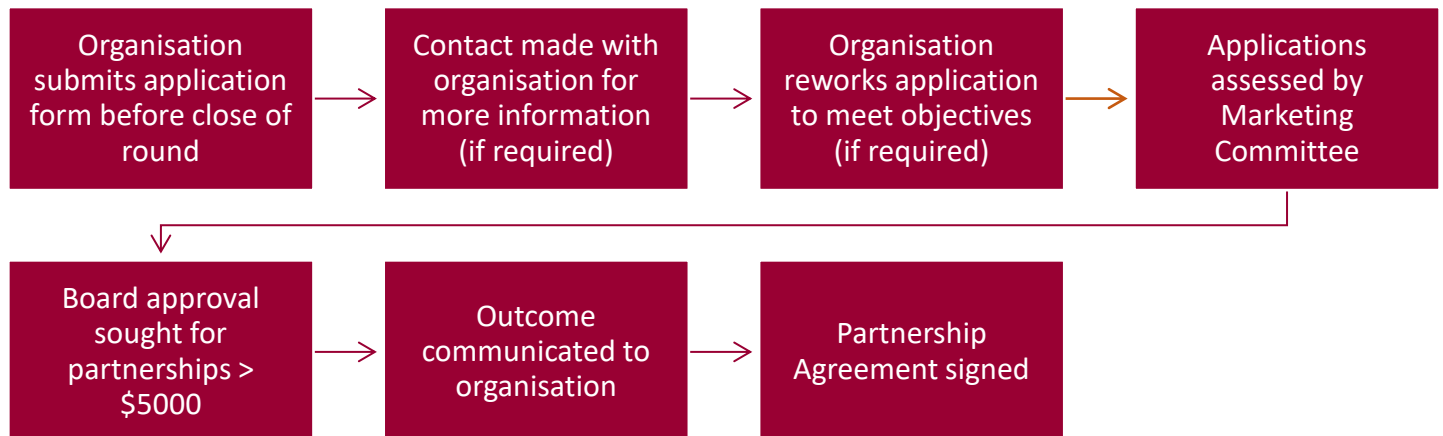 Organisation
submits application
form before close of
round
Contact made with
organisation for
more information
(if required)
Organisation
reworks application
to meet objectives
(if required)
Applications
assessed by
Marketing
Committee
Board approval
sought for
partnerships >
$5000
Outcome
communicated to
organisation
Partnership
Agreement signed